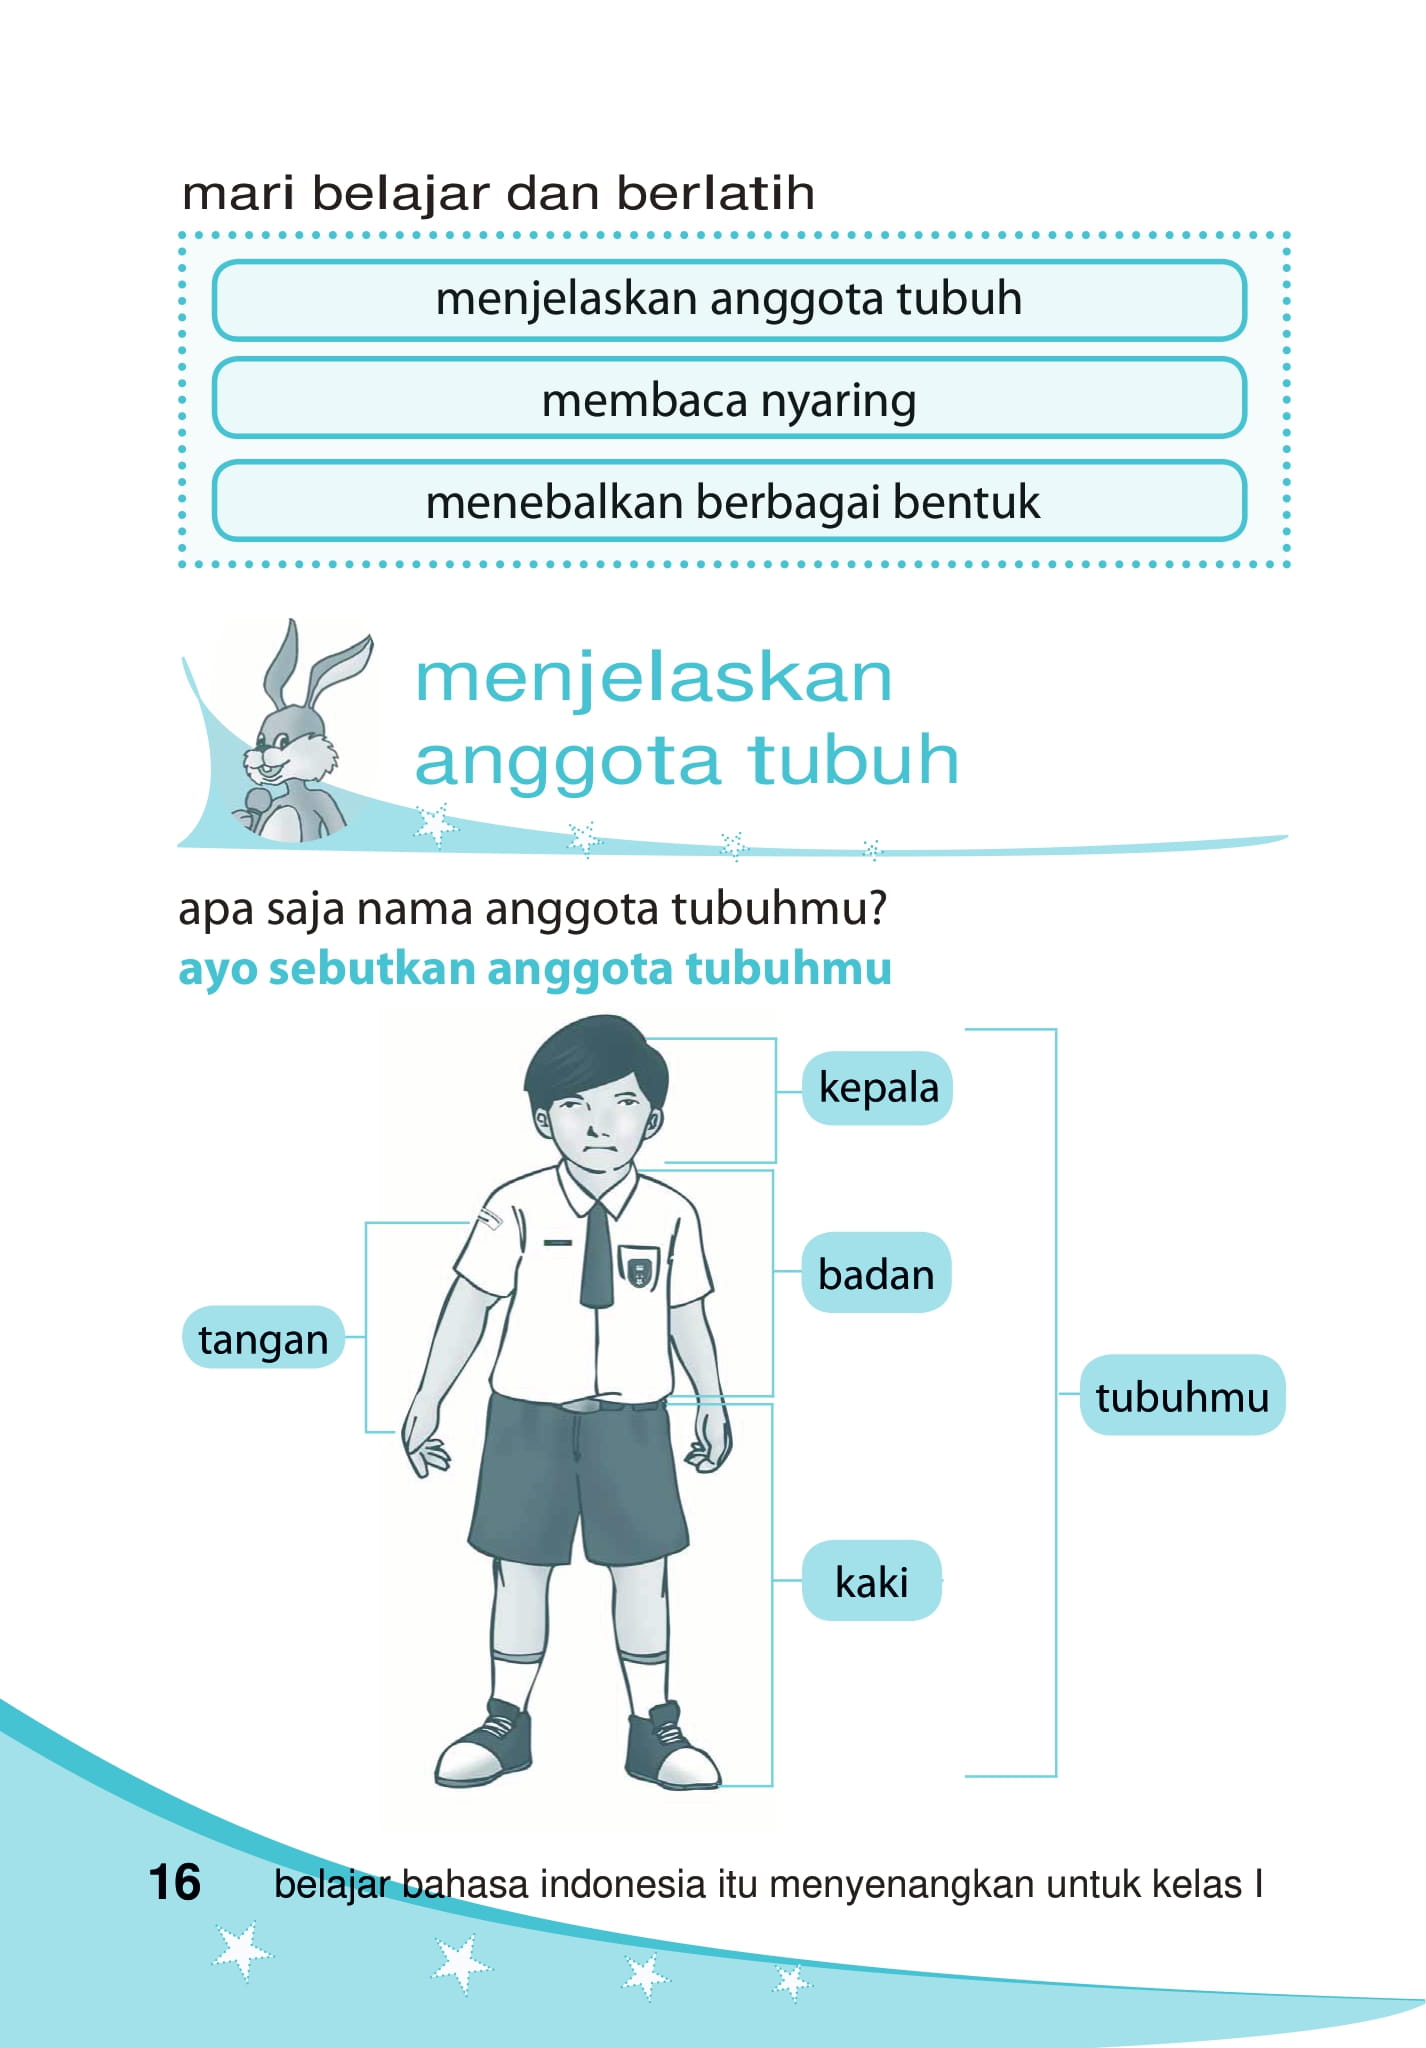 mari belajar dan berlatih
menjelaskan anggota tubuh
membaca nyaring
menebalkan berbagai bentuk
menjelaskan
anggota tubuh
apa saja nama anggota tubuhmu?
ayo sebutkan anggota tubuhmu
kepala
badan
tangan
tubuhmu
kaki
16 belajar bahasa indonesia itu menyenangkan untuk kelas I